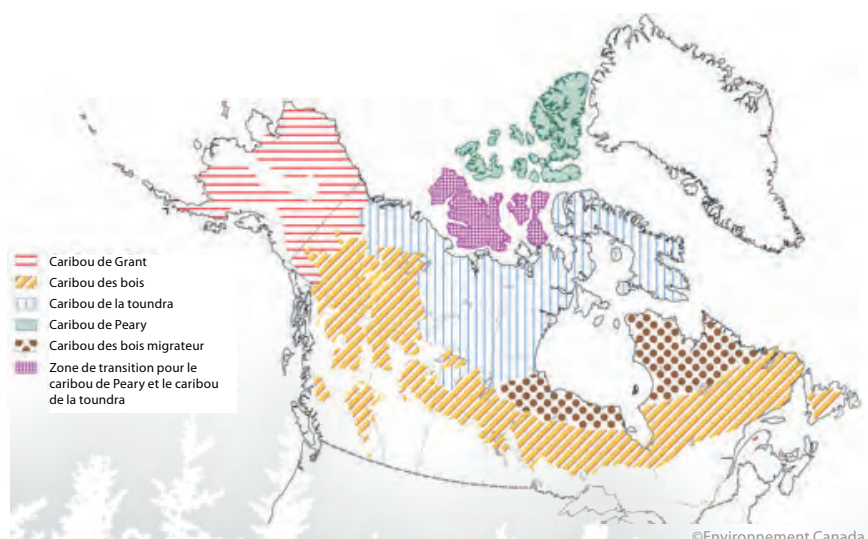 Caribou de Grant
Caribou des bois
Caribou de la toundra
Caribou de Peary
Caribou des bois migrateur
Zone de transition pour le
caribou de Peary et le caribou
de la toundra
©Environnement Canada